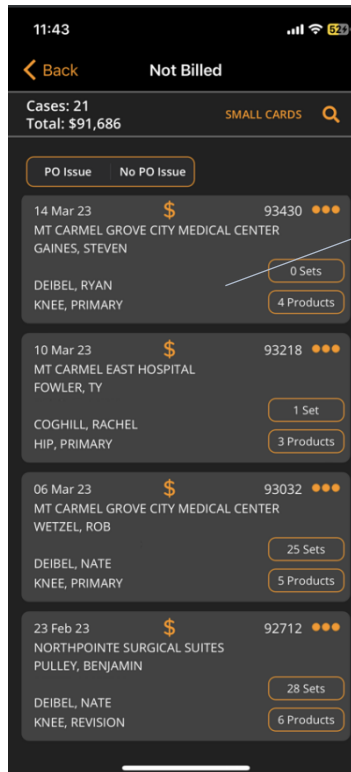 11:43
52
Back Not Billed
Cases: 21
Total: $91,686
SMALL CARDS
PO Issue No PO Issue
14 Mar 23 $ 93430
MT CARMEL GROVE CITY MEDICAL CENTER
GAINES, STEVEN
0 Sets
DEIBEL, RYAN
KNEE, PRIMARY
4 Products
10 Mar 23 $ 93218
MT CARMEL EAST HOSPITAL
FOWLER, TY
1 Set
COGHILL, RACHEL
HIP, PRIMARY
3 Products
06 Mar 23 $ 93032
MT CARMEL GROVE CITY MEDICAL CENTER
WETZEL, ROB
25 Sets
DEIBEL, NATE
KNEE, PRIMARY
5 Products
23 Feb 23 $ 92712
NORTHPOINTE SURGICAL SUITES
PULLEY, BENJAMIN
28 Sets
DEIBEL, NATE
KNEE, REVISION
6 Products